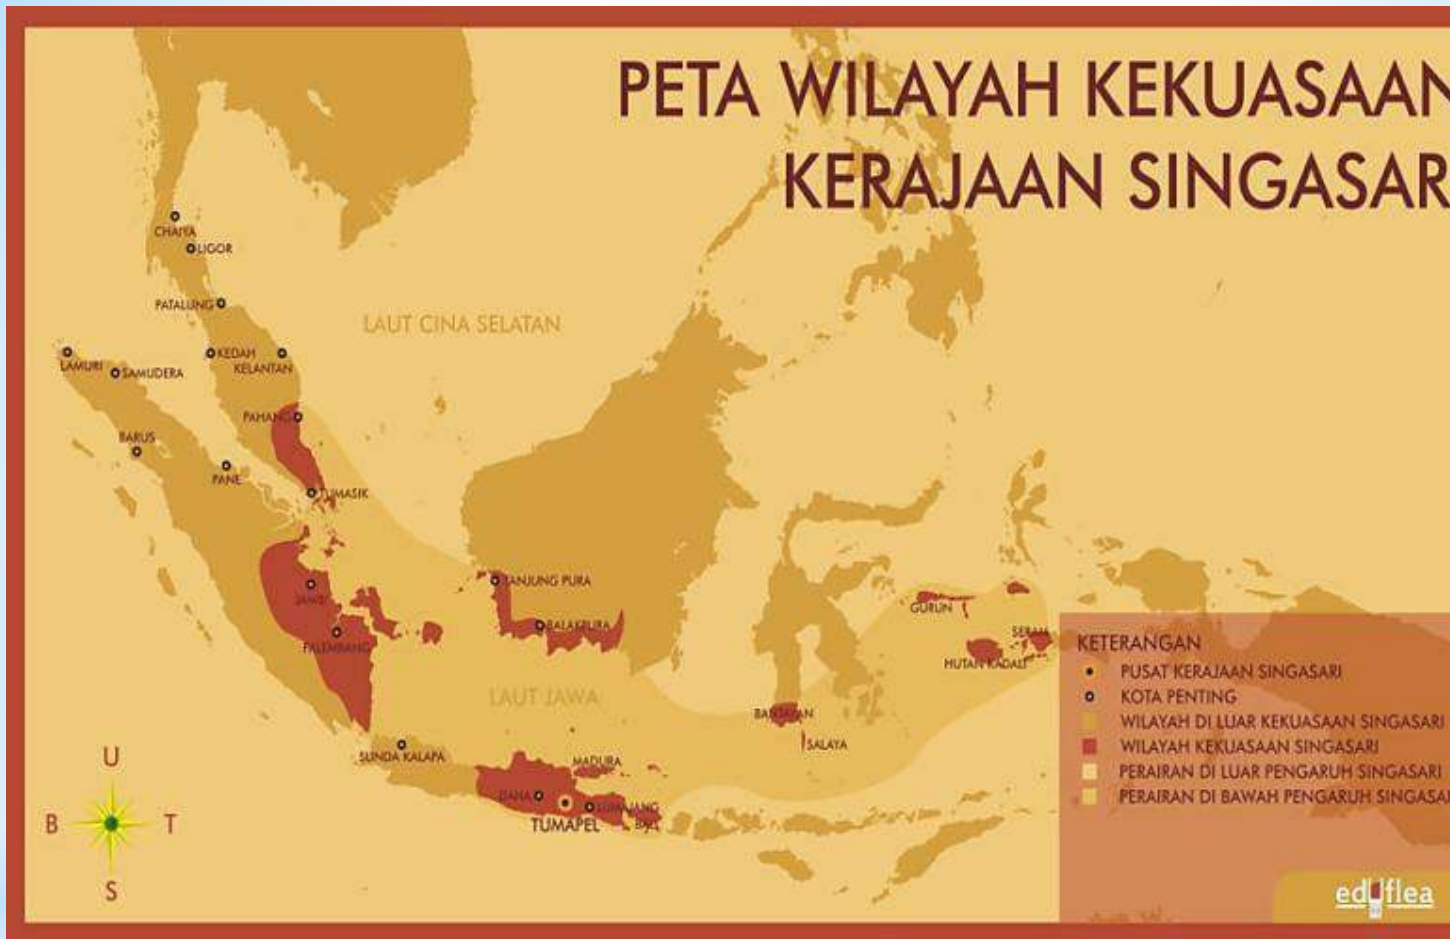 PETA WILAYAH KEKUASAAN
KERAJAAN SINGASARI
CHAIYA
LIGOR
PATALUNG
LAUT CINA SELATAN
LAMURI
SAMUDERA
KEDAH
KELANTAN
PAHANG
BARUS
PANE
TUMASIK
JAMBI
PALEMBANG
TANJUNG PURA
BALAKPURA
GURUN
SERAM
HUTAN KADALI
LAUT JAWA
BANTAYAN
SALAYA
SUNDA KALAPA
MADURA
DAHA
LUMAJANG
TUMAPEL
BALI
U
B
T
S
KETERANGAN
PUSAT KERAJAAN SINGASARI
KOTA PENTING
WILAYAH DI LUAR KEKUASAAN SINGASARI
WILAYAH KEKUASAAN SINGASARI
PERAIRAN DI LUAR PENGARUH SINGASARI
PERAIRAN DI BAWAH PENGARUH SINGASA
eduflea